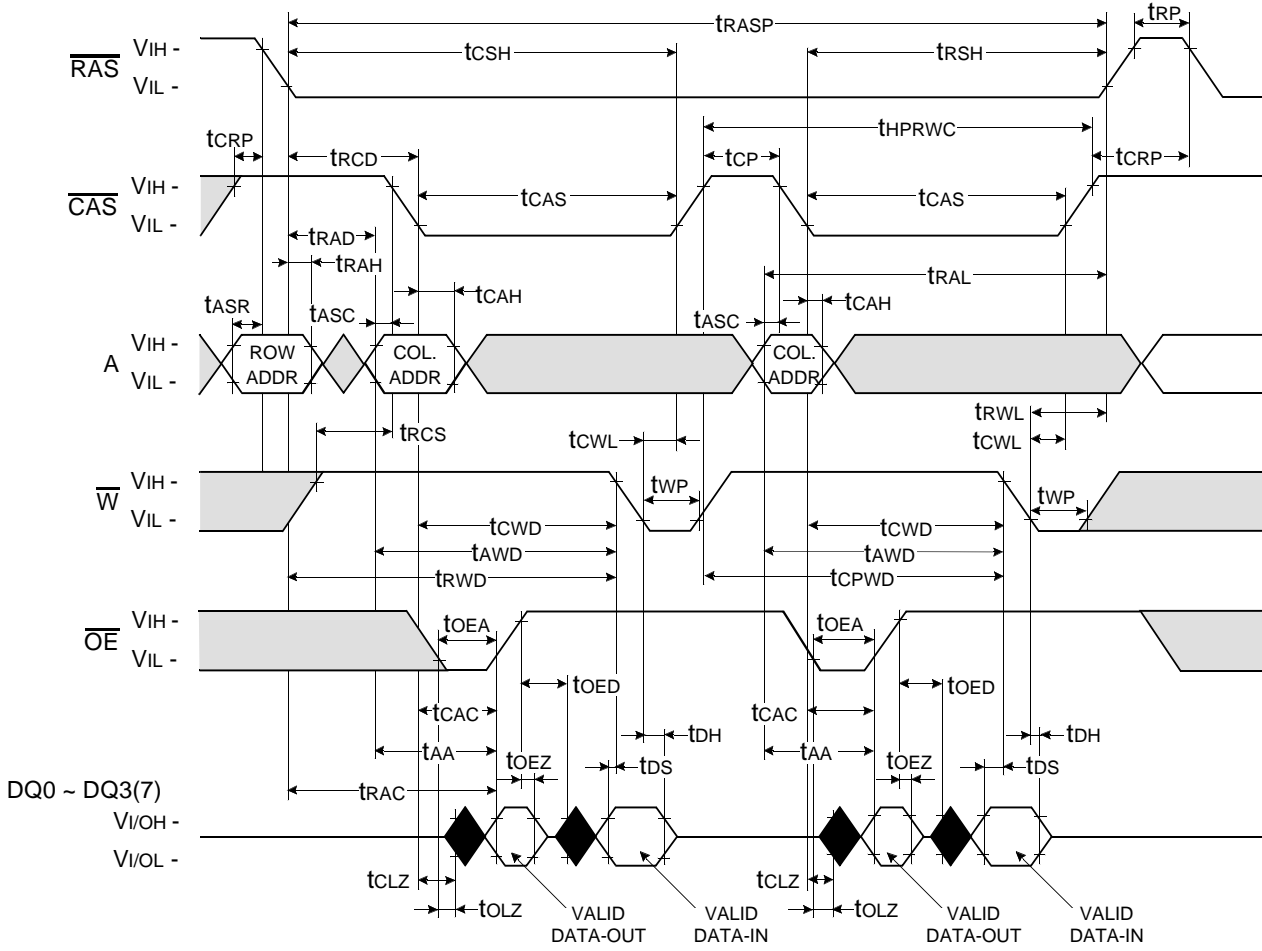 tRASP
tRP
tCSH
tRSH
RAS
VIH -
VIL -
tHPRWC
tCRP
tRCD
tCP
tCRP
CAS
VIH -
VIL -
tCAS
tCAS
tRAD
tRAH
tRAL
tASR
tASC
tCAH
tASC
tCAH
A
VIH -
VIL -
ROW
ADDR
COL.
ADDR
COL.
ADDR
tRWL
tRCS
tCWL
tCWL
W
VIH -
VIL -
tWP
tWP
tCWD
tCWD
tAWD
tAWD
tRWD
tCPWD
OE
VIH -
VIL -
tOEA
tOEA
tOED
tOED
tCAC
tCAC
tDH
tDH
tAA
tAA
tOEZ
tDS
tOEZ
tDS
tRAC
DQ0 ~ DQ3(7)
VI/OH -
VI/OL -
tCLZ
tCLZ
tOLZ
tOLZ
VALID
DATA-OUT
VALID
DATA-IN
VALID
DATA-OUT
VALID
DATA-IN